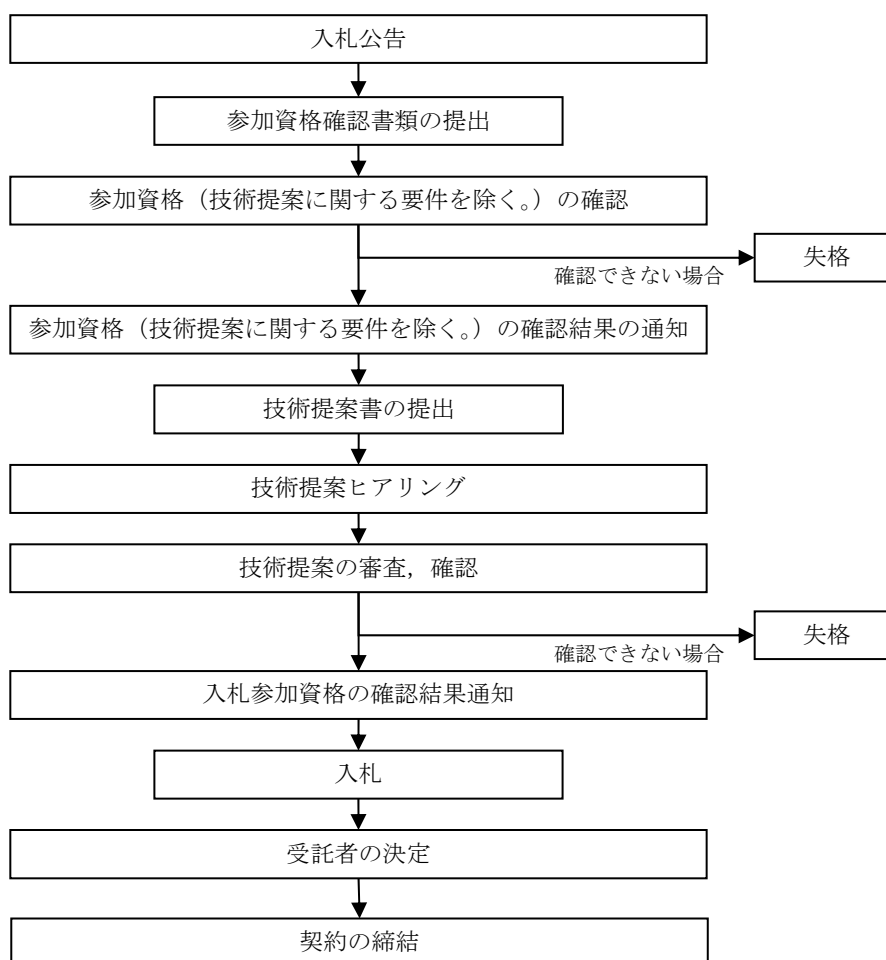 入札公告
参加資格確認書類の提出
参加資格（技術提案に関する要件を除く。）の確認
失格
確認できない場合
参加資格（技術提案に関する要件を除く。）の確認結果の通知
技術提案書の提出
技術提案ヒアリング
技術提案の審査，確認
失格
確認できない場合
入札参加資格の確認結果通知
入札
受託者の決定
契約の締結